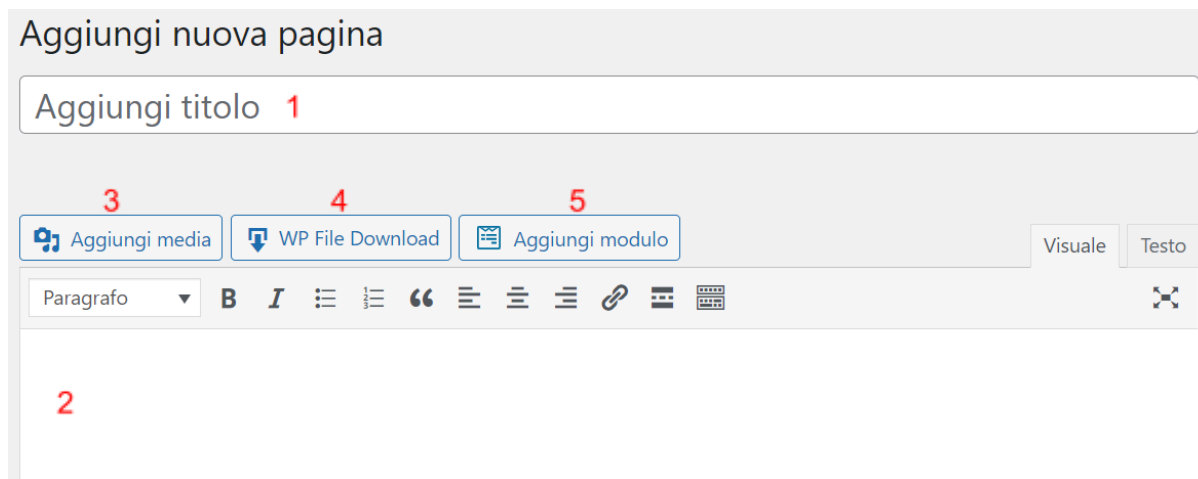 Aggiungi nuova pagina
Aggiungi titolo 1
3 4 5
Aggiungi media WP File Download Aggiungi modulo Visuale Testo
Paragrafo B I
2